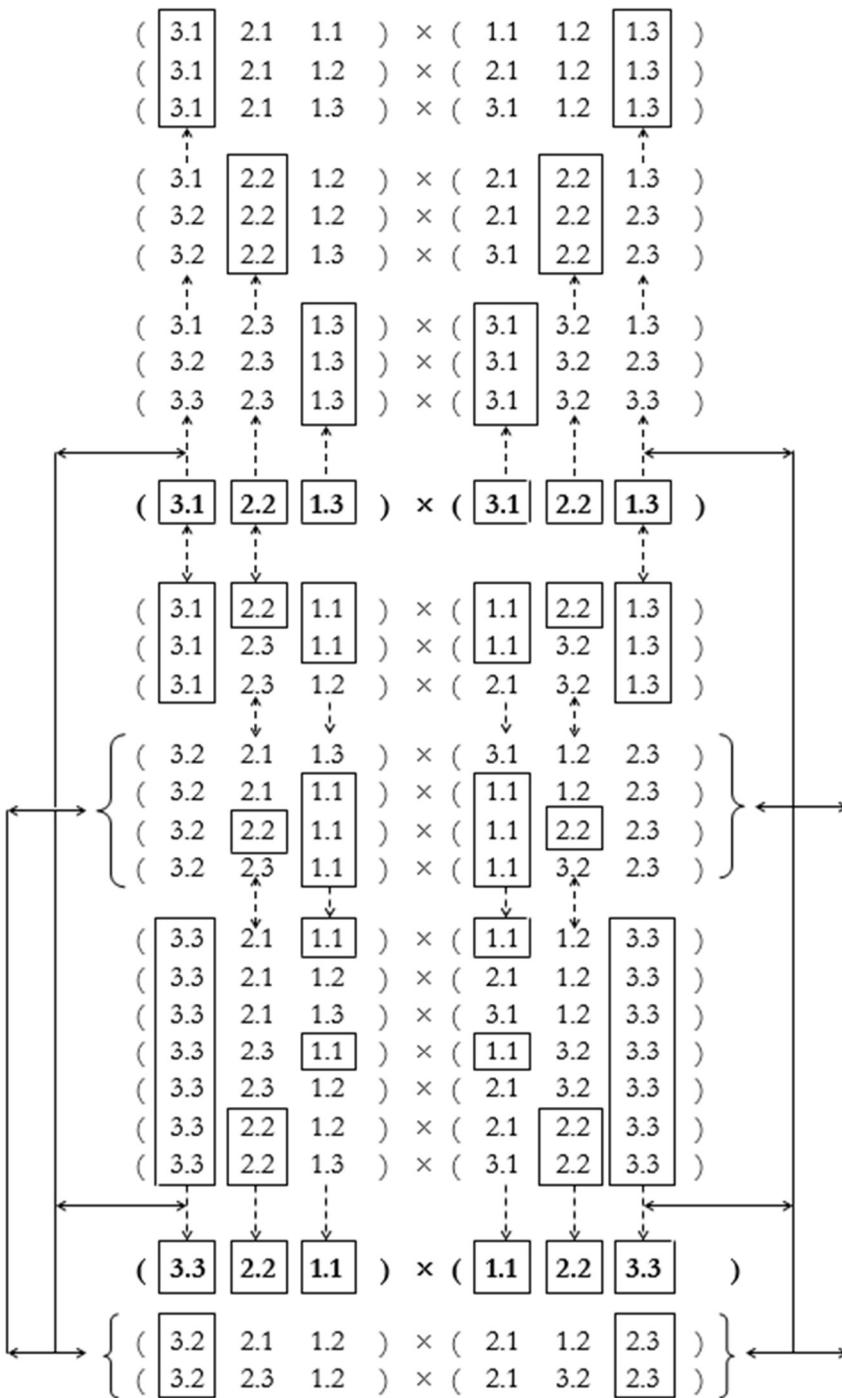 ( 3.1 2.1 1.1 ) × ( 1.1 1.2 1.3 )
( 3.1 2.1 1.2 ) × ( 2.1 1.2 1.3 )
( 3.1 2.1 1.3 ) × ( 3.1 1.2 1.3 )
( 3.1 2.2 1.2 ) × ( 2.1 2.2 1.3 )
( 3.2 2.2 1.2 ) × ( 2.1 2.2 2.3 )
( 3.2 2.2 1.3 ) × ( 3.1 2.2 2.3 )
( 3.1 2.3 1.3 ) × ( 3.1 3.2 1.3 )
( 3.2 2.3 1.3 ) × ( 3.1 3.2 2.3 )
( 3.3 2.3 1.3 ) × ( 3.1 3.2 3.3 )
( 3.1 2.2 1.3 ) × ( 3.1 2.2 1.3 )
( 3.1 2.2 1.1 ) × ( 1.1 2.2 1.3 )
( 3.1 2.3 1.1 ) × ( 1.1 3.2 1.3 )
( 3.1 2.3 1.2 ) × ( 2.1 3.2 1.3 )
( 3.2 2.1 1.3 ) × ( 3.1 1.2 2.3 )
( 3.2 2.1 1.1 ) × ( 1.1 1.2 2.3 )
( 3.2 2.2 1.1 ) × ( 1.1 2.2 2.3 )
( 3.2 2.3 1.1 ) × ( 1.1 3.2 2.3 )
( 3.3 2.1 1.1 ) × ( 1.1 1.2 3.3 )
( 3.3 2.1 1.2 ) × ( 2.1 1.2 3.3 )
( 3.3 2.1 1.3 ) × ( 3.1 1.2 3.3 )
( 3.3 2.3 1.1 ) × ( 1.1 3.2 3.3 )
( 3.3 2.3 1.2 ) × ( 2.1 3.2 3.3 )
( 3.3 2.2 1.2 ) × ( 2.1 2.2 3.3 )
( 3.3 2.2 1.3 ) × ( 3.1 2.2 3.3 )
( 3.3 2.2 1.1 ) × ( 1.1 2.2 3.3 )
( 3.2 2.1 1.2 ) × ( 2.1 1.2 2.3 )
( 3.2 2.3 1.2 ) × ( 2.1 3.2 2.3 )